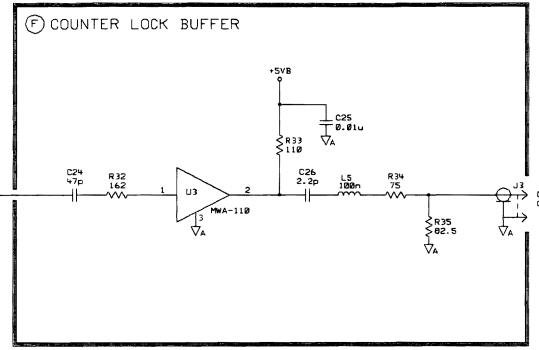 F COUNTER LOCK BUFFER
+5VB
C25
0.01u
A
R33
110
C24
47p
R32
162
1
U3
2
MWA-110
3
A
C26
2.2p
L5
100n
R34
75
J3
R35
82.5
A
A